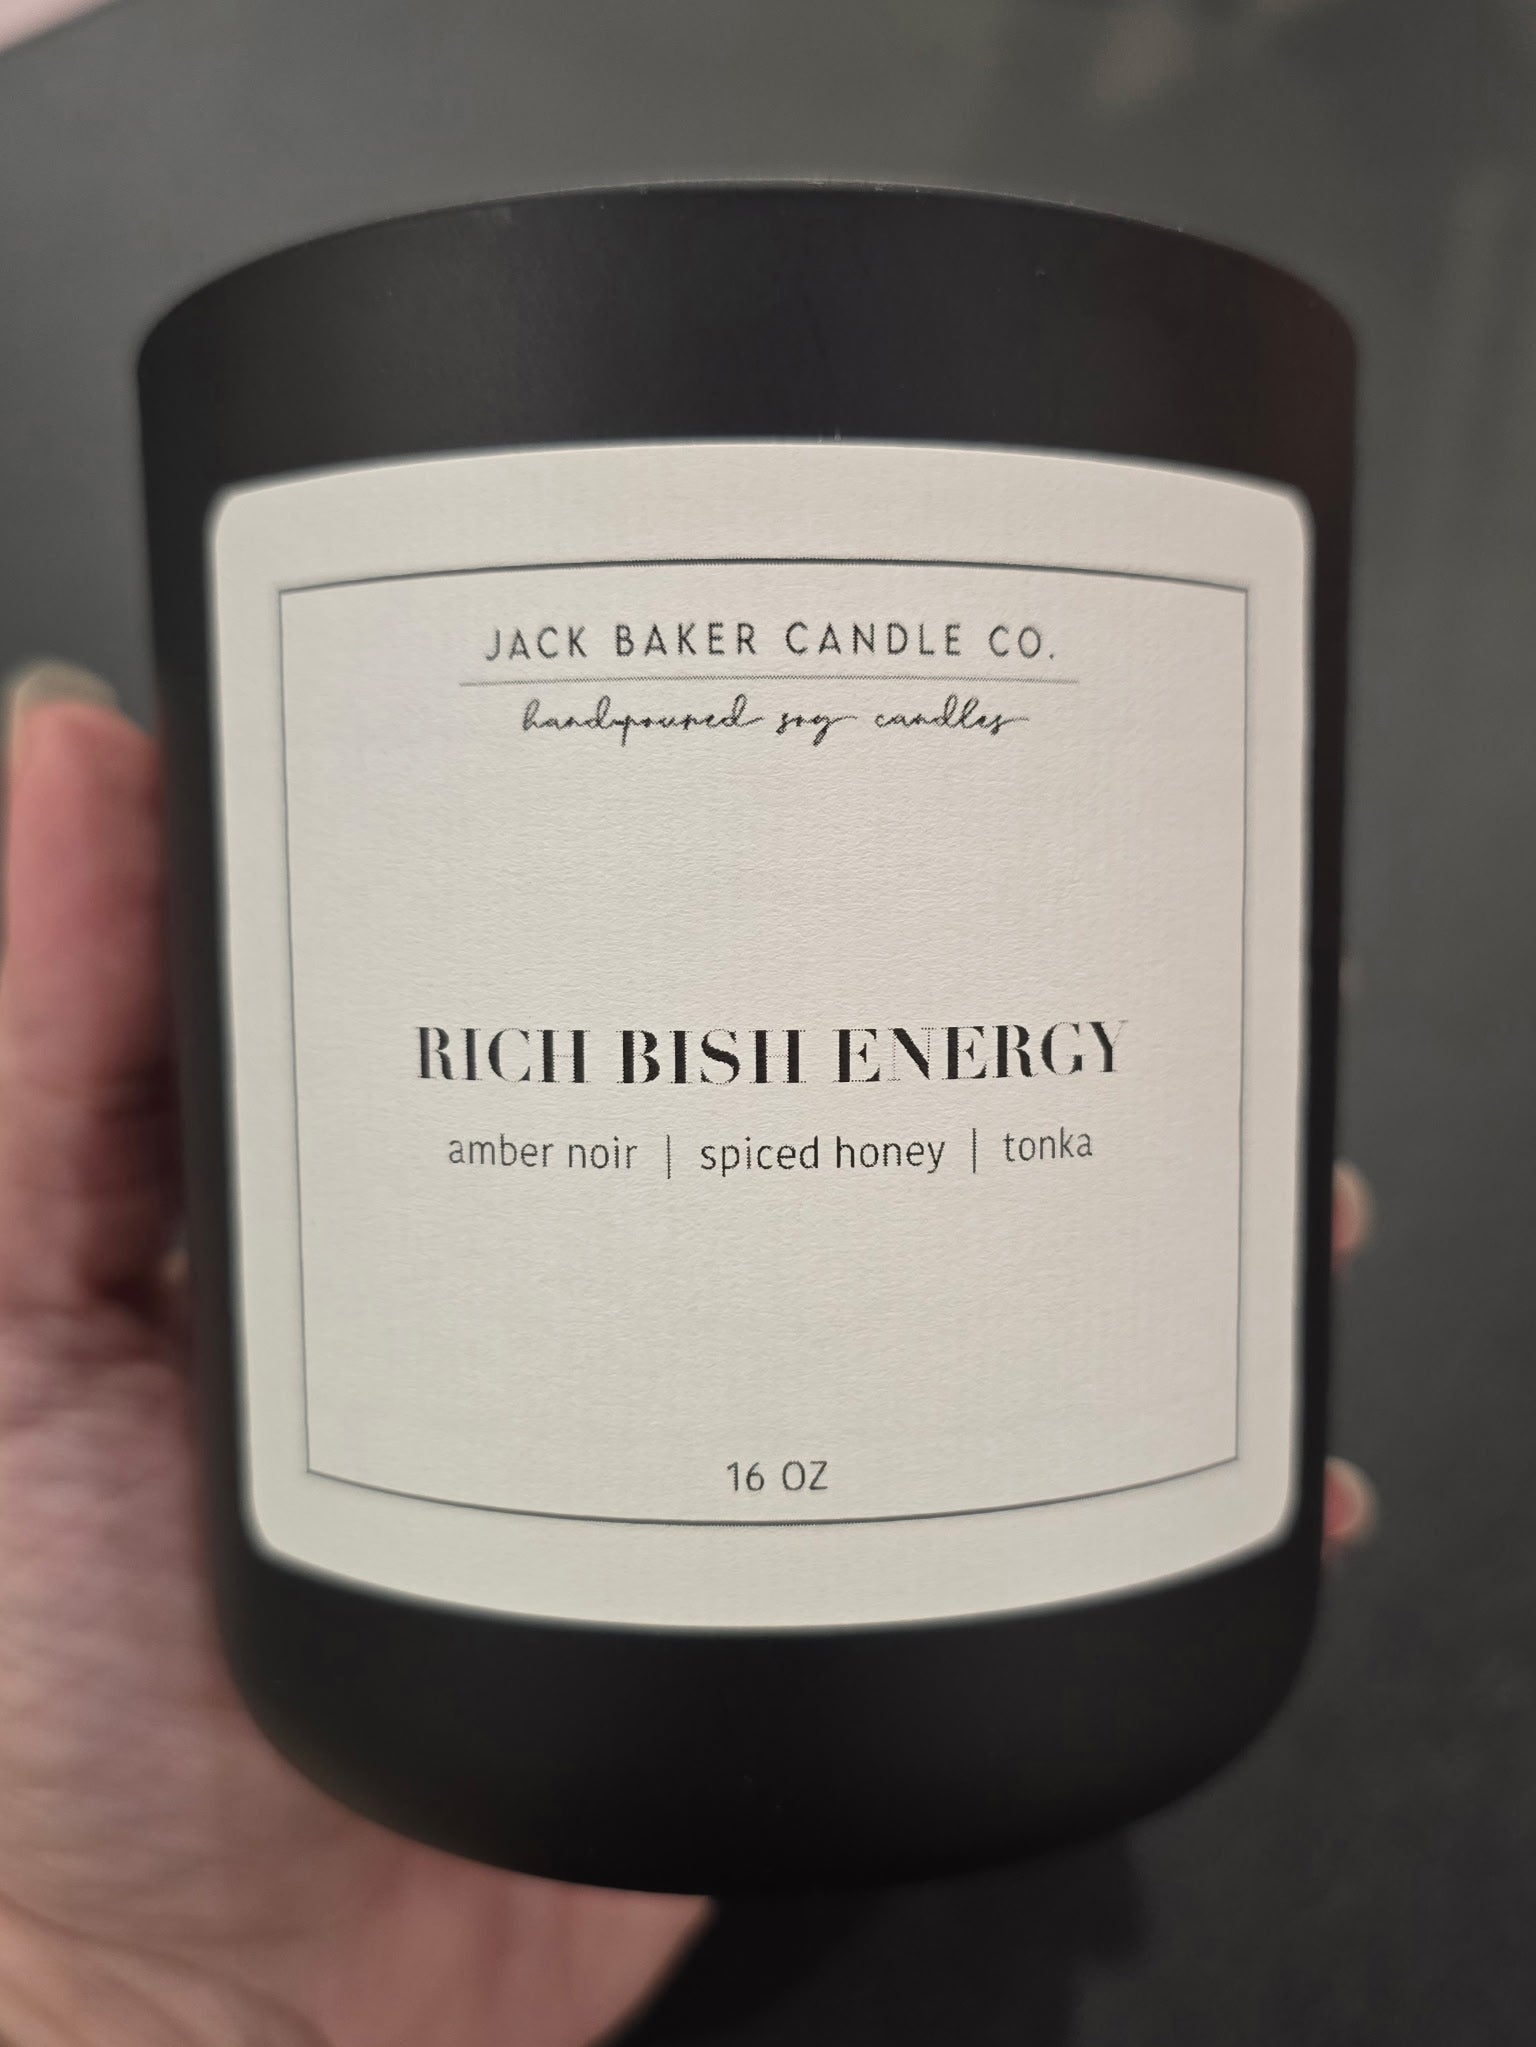 JACK BAKER CANDLE CO.
handpoured soy candles
RICH BISH ENERGY
amber noir | spiced honey | tonka
16 OZ